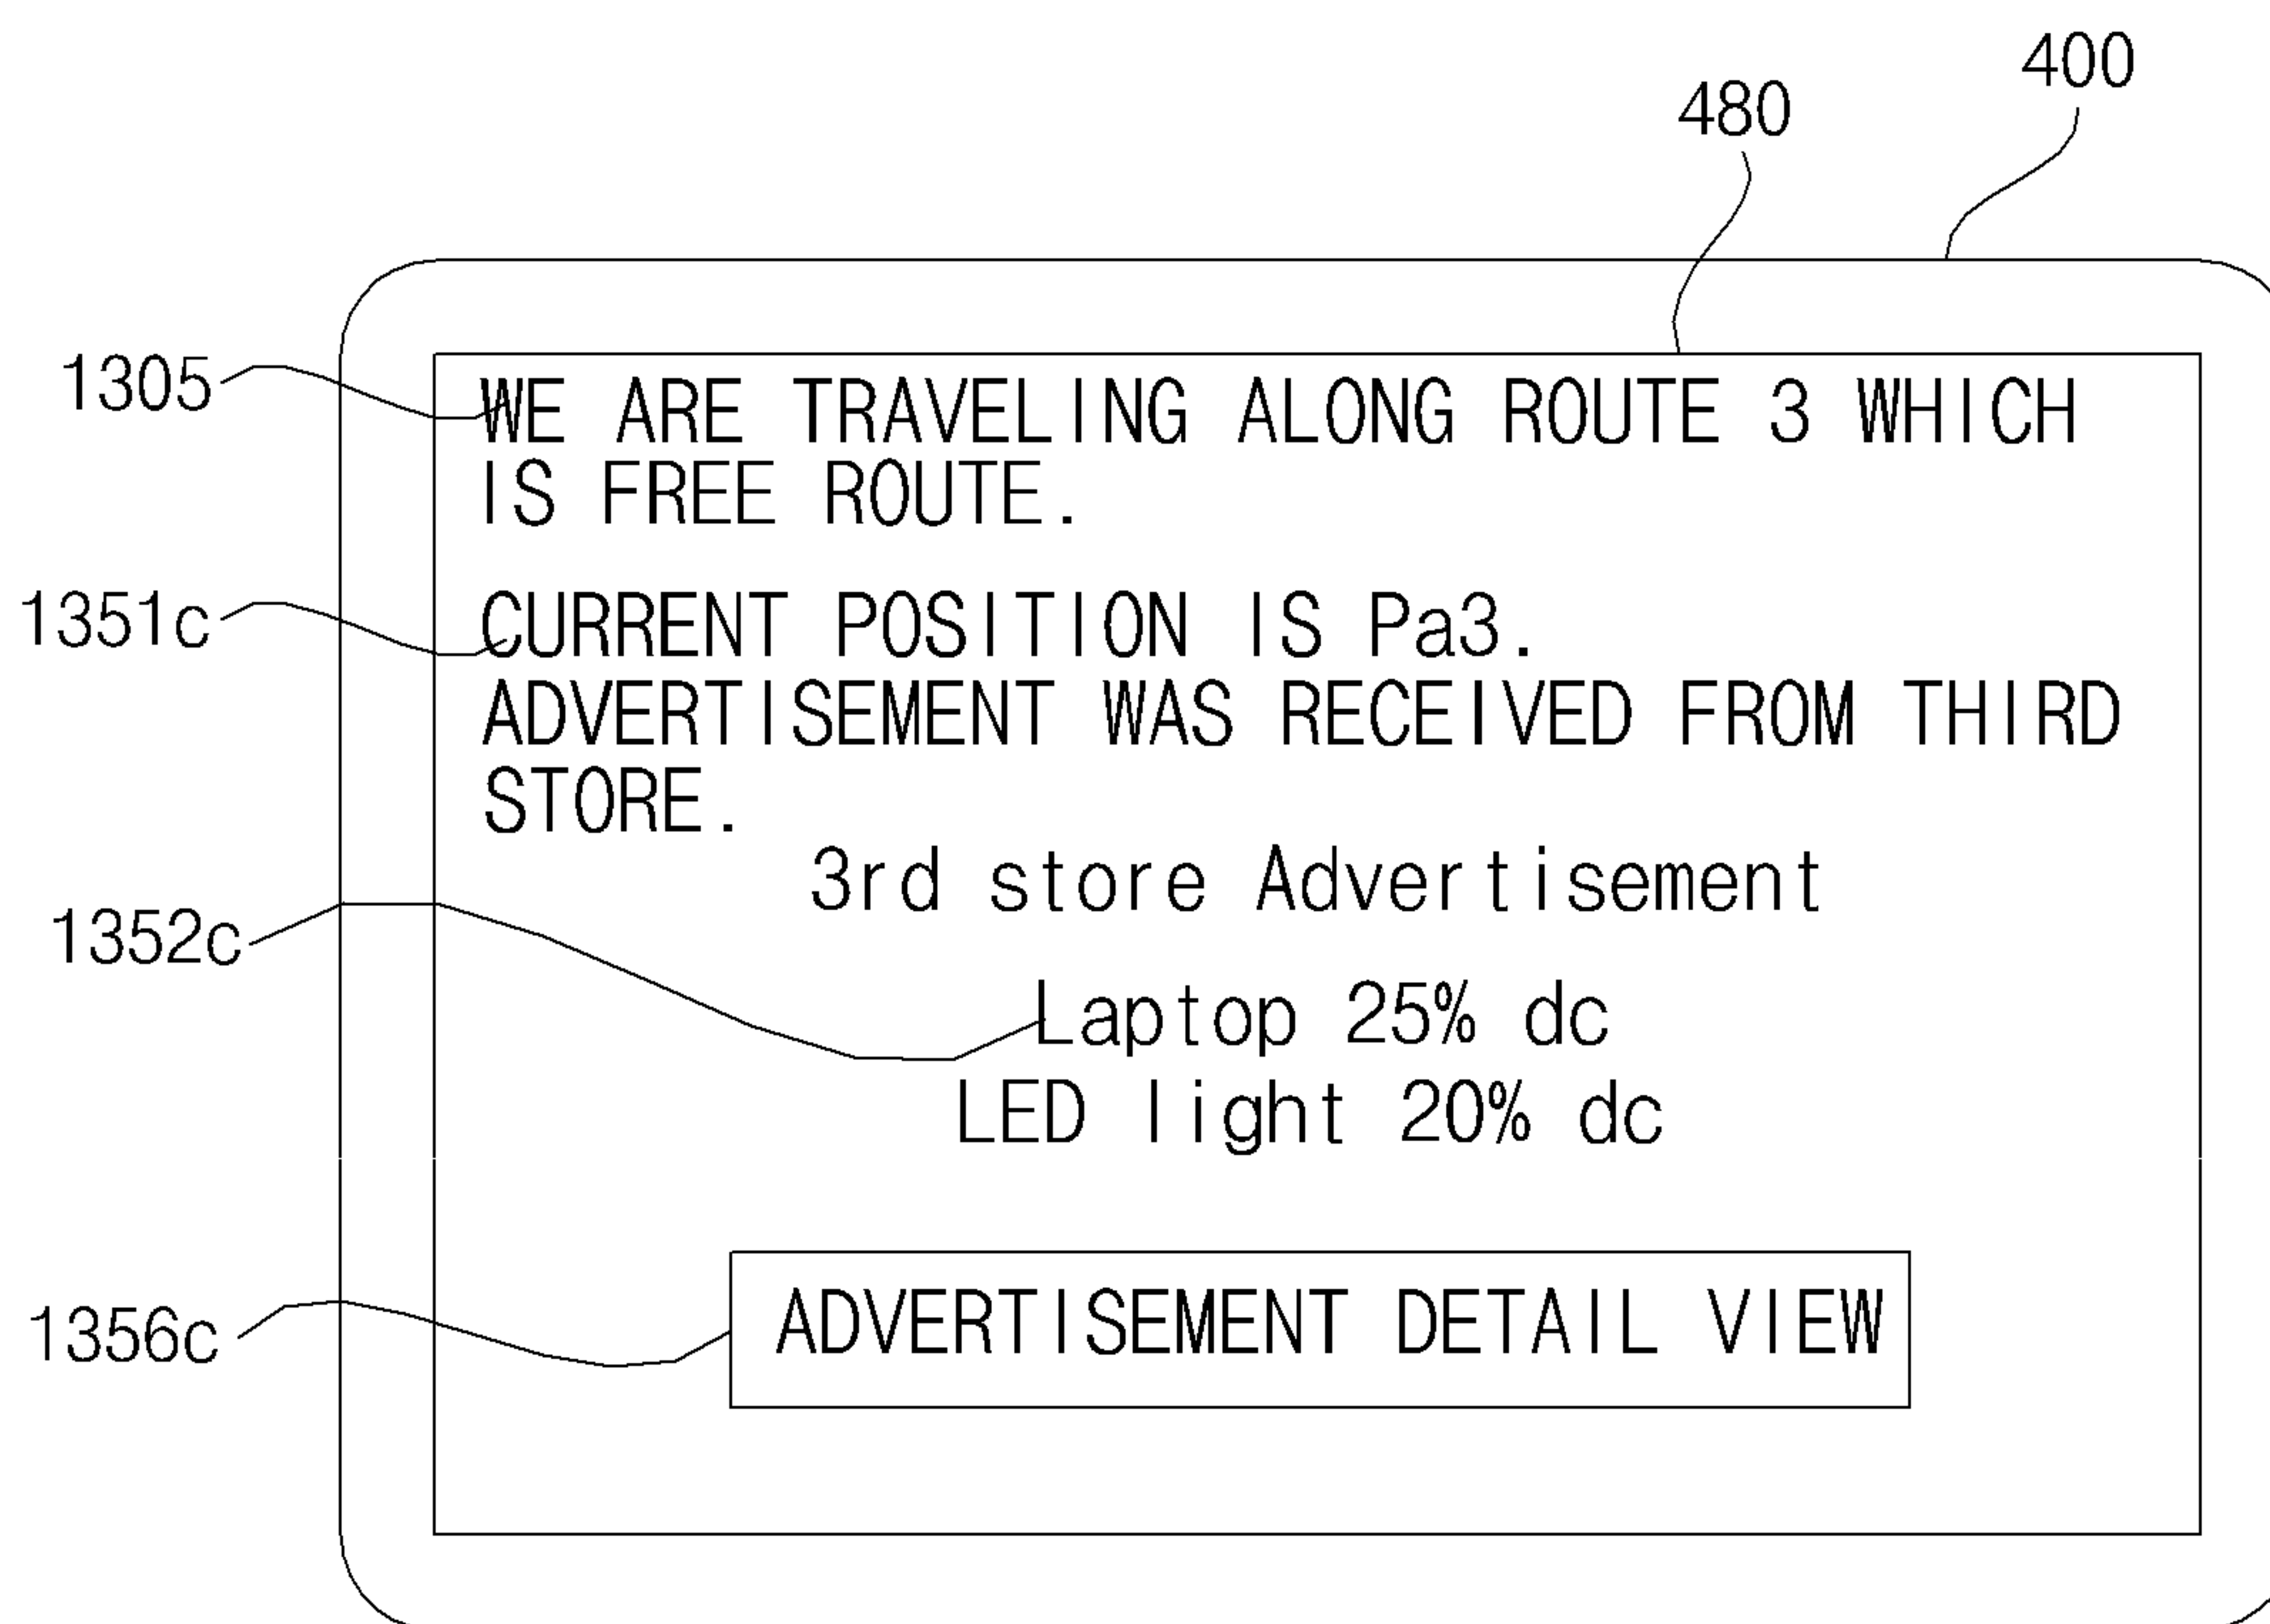 400
480
1305
WE ARE TRAVELING ALONG ROUTE 3 WHICH
IS FREE ROUTE.
1351c
CURRENT POSITION IS Pa3.
ADVERTISEMENT WAS RECEIVED FROM THIRD
STORE.
3rd store Advertisement
1352c
Laptop 25% dc
LED light 20% dc
1356c
ADVERTISEMENT DETAIL VIEW